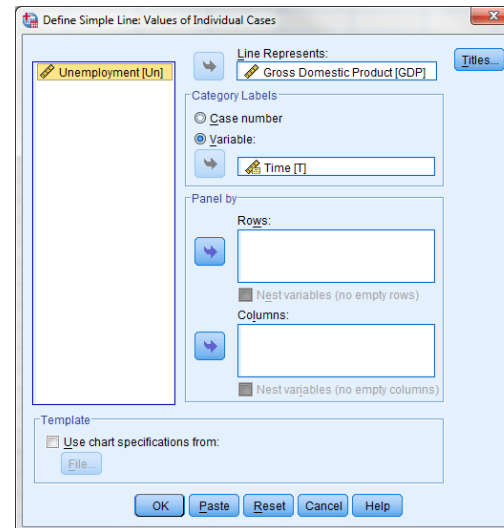 Define Simple Line: Values of Individual Cases
Unemployment [Un]
Line Represents:
Gross Domestic Product [GDP]
Titles...
Category Labels
Case number
Variable:
Time [T]
Panel by
Rows:
Nest variables (no empty rows)
Columns:
Nest variables (no empty columns)
Template
Use chart specifications from:
File...
OK Paste Reset Cancel Help